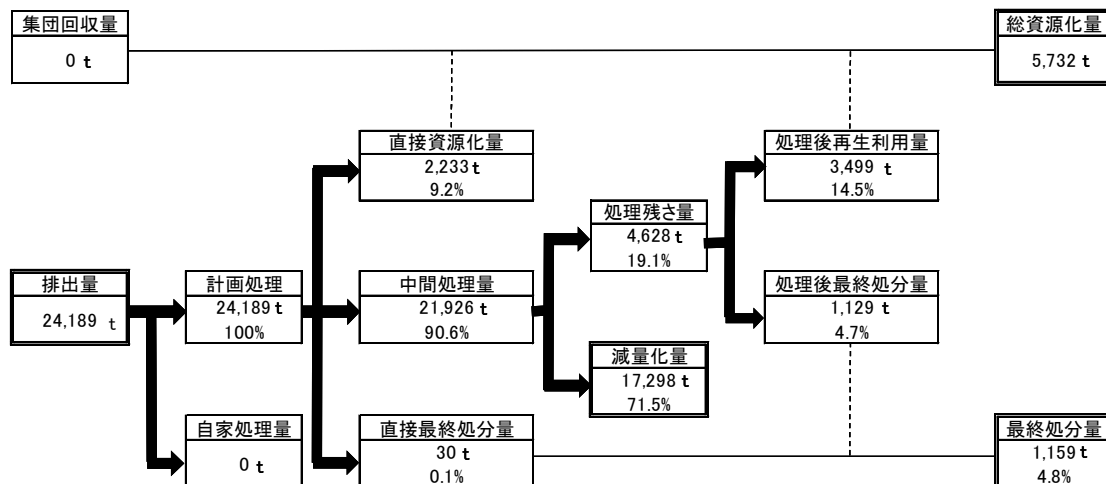 集団回収量
0 t
総資源化量
5,732 t
直接資源化量
2,233 t
9.2%
処理後再生利用量
3,499 t
14.5%
処理残さ量
4,628 t
19.1%
排出量
24,189 t
計画処理
24,189 t
100%
中間処理量
21,926 t
90.6%
処理後最終処分量
1,129 t
4.7%
減量化量
17,298 t
71.5%
自家処理量
0 t
直接最終処分量
30 t
0.1%
最終処分量
1,159 t
4.8%